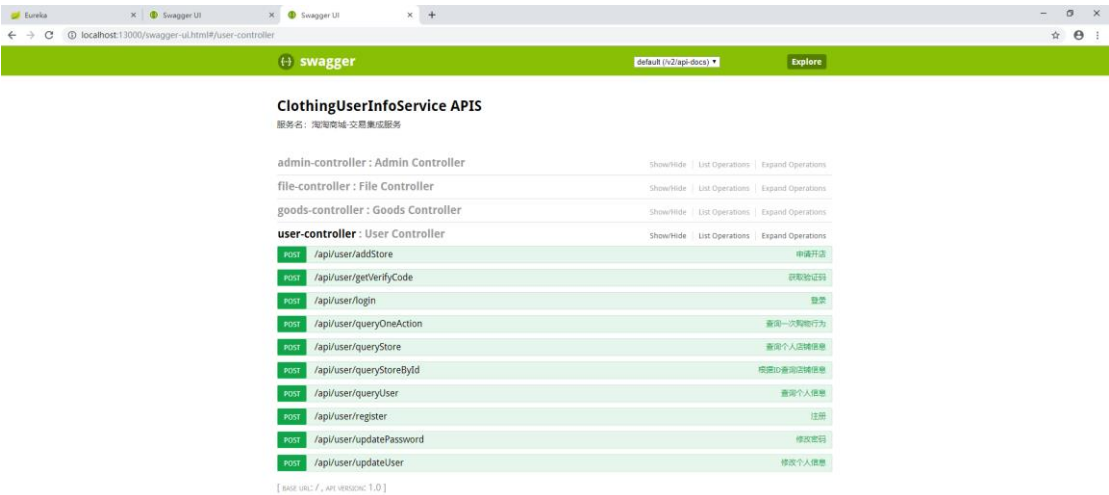 Eureka
Swagger UI
Swagger UI
localhost:13000/swagger-ui.html#/user-controller
swagger
default (/v2/api-docs)
Explore
ClothingUserInfoService APIS
服务名：淘淘商城-交易集成服务
admin-controller : Admin Controller Show/Hide List Operations Expand Operations
file-controller : File Controller Show/Hide List Operations Expand Operations
goods-controller : Goods Controller Show/Hide List Operations Expand Operations
user-controller : User Controller Show/Hide List Operations Expand Operations
POST /api/user/addStore 申请开店
POST /api/user/getVerifyCode 获取验证码
POST /api/user/login 登录
POST /api/user/queryOneAction 查询一次购物行为
POST /api/user/queryStore 查询个人店铺信息
POST /api/user/queryStoreById 根据ID查询店铺信息
POST /api/user/queryUser 查询个人信息
POST /api/user/register 注册
POST /api/user/updatePassword 修改密码
POST /api/user/updateUser 修改个人信息
[ BASE URL: / , API VERSION: 1.0 ]